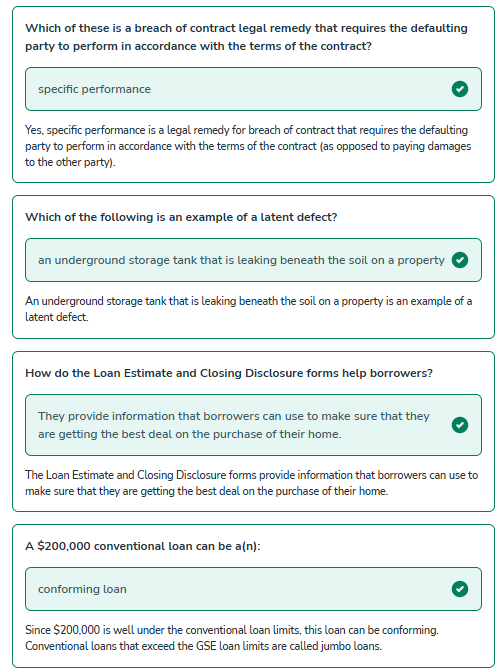 Which of these is a breach of contract legal remedy that requires the defaulting
party to perform in accordance with the terms of the contract?
specific performance
Yes, specific performance is a legal remedy for breach of contract that requires the defaulting
party to perform in accordance with the terms of the contract (as opposed to paying damages
to the other party).
Which of the following is an example of a latent defect?
an underground storage tank that is leaking beneath the soil on a property
An underground storage tank that is leaking beneath the soil on a property is an example of a
latent defect.
How do the Loan Estimate and Closing Disclosure forms help borrowers?
They provide information that borrowers can use to make sure that they
are getting the best deal on the purchase of their home.
The Loan Estimate and Closing Disclosure forms provide information that borrowers can use to
make sure that they are getting the best deal on the purchase of their home.
A $200,000 conventional loan can be a(n):
conforming loan
Since $200,000 is well under the conventional loan limits, this loan can be conforming.
Conventional loans that exceed the GSE loan limits are called jumbo loans.